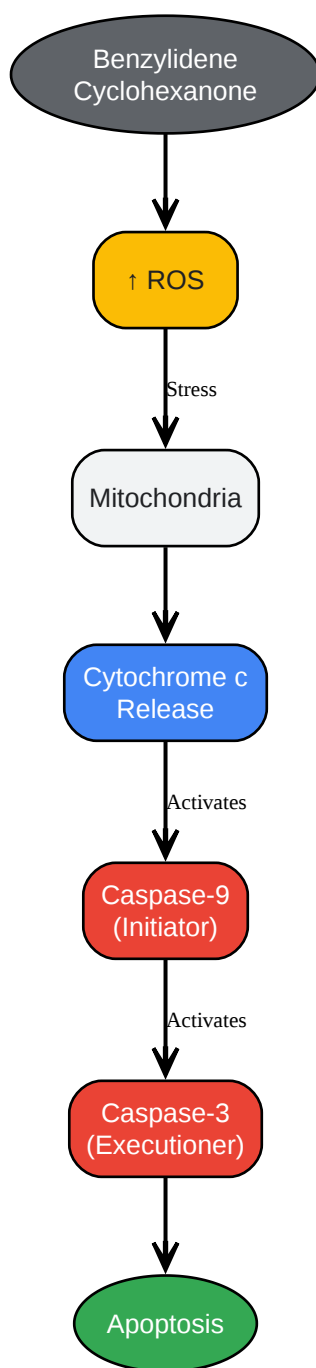 Benzylidene
Cyclohexanone
↑ ROS
Stress
Mitochondria
Cytochrome c
Release
Activates
Caspase-9
(Initiator)
Activates
Caspase-3
(Executioner)
Apoptosis